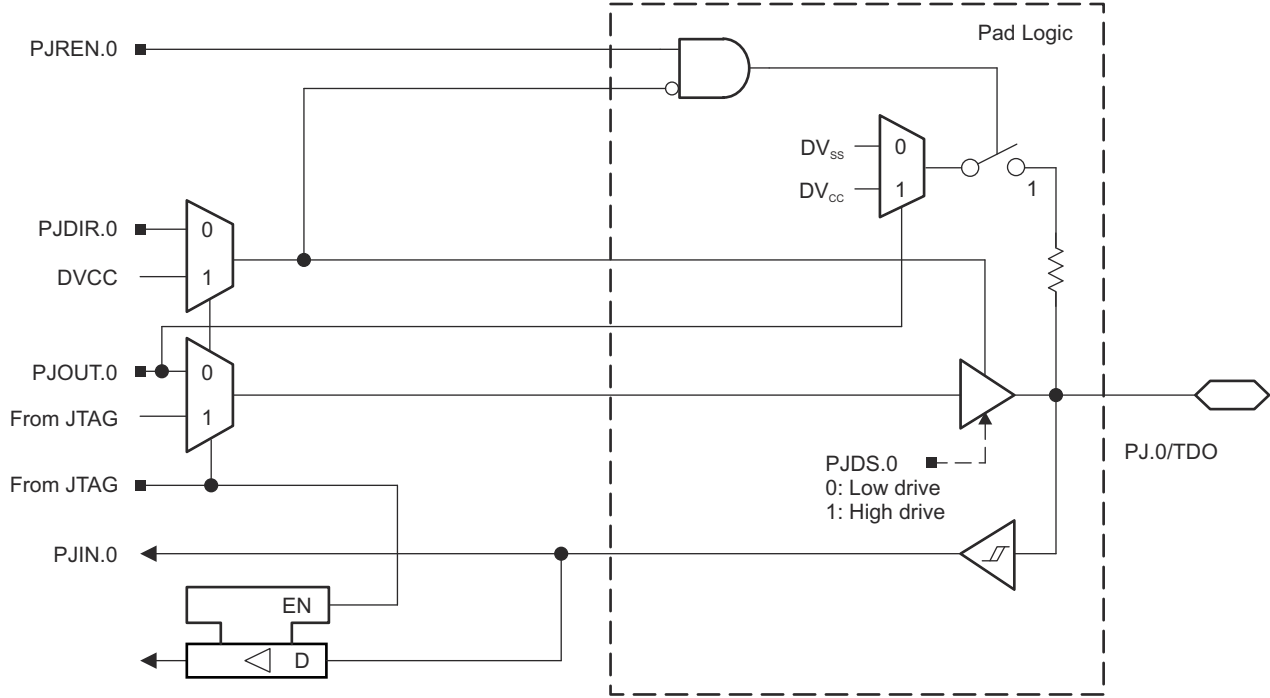 PJREN.0
Pad Logic
DVSS
0
DVCC
1
1
PJDIR.0
0
DVCC
1
PJOUT.0
0
From JTAG
1
PJ.0/TDO
PJDS.0
0: Low drive
1: High drive
From JTAG
PJIN.0
EN
D